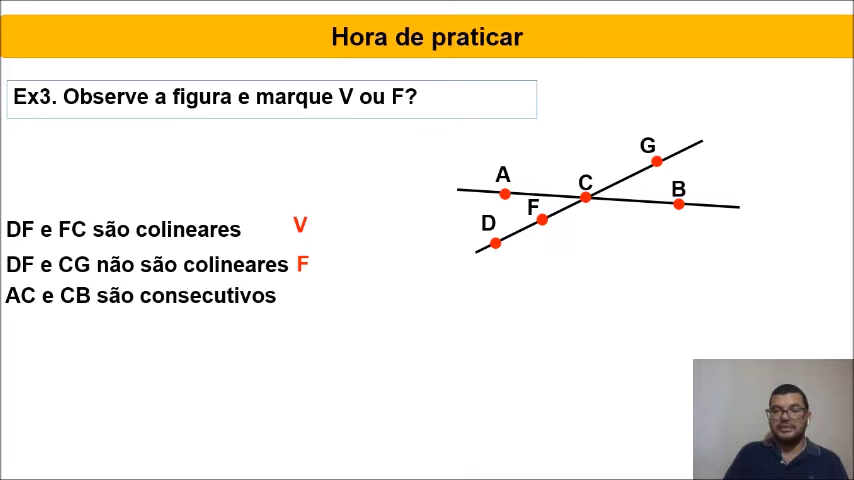 Hora de praticar
Ex3. Observe a figura e marque V ou F?
G
A
C
B
F
D
DF e FC são colineares V
DF e CG não são colineares F
AC e CB são consecutivos